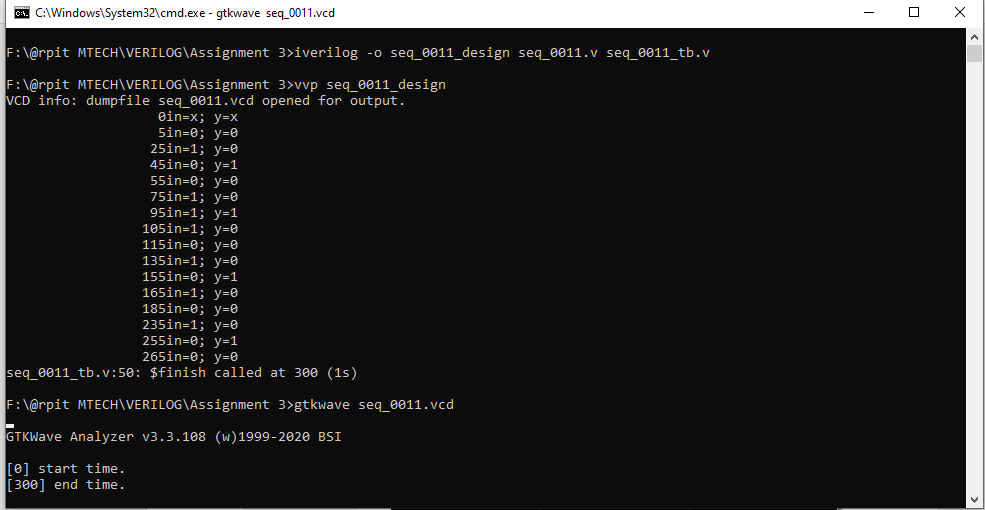 C:\Windows\System32\cmd.exe - gtkwave seq_0011.vcd
F:\@rpit MTECH\VERILOG\Assignment 3>iverilog -o seq_0011_design seq_0011.v seq_0011_tb.v
F:\@rpit MTECH\VERILOG\Assignment 3>vvp seq_0011_design
VCD info: dumpfile seq_0011.vcd opened for output.
0in=x; y=x
5in=0; y=0
25in=1; y=0
45in=0; y=1
55in=0; y=0
75in=1; y=0
95in=1; y=1
105in=1; y=0
115in=0; y=0
135in=1; y=0
155in=0; y=1
165in=1; y=0
185in=0; y=0
235in=1; y=0
255in=0; y=1
265in=0; y=0
seq_0011_tb.v:50: $finish called at 300 (1s)
F:\@rpit MTECH\VERILOG\Assignment 3>gtkwave seq_0011.vcd
GTKWave Analyzer v3.3.108 (w)1999-2020 BSI
[0] start time.
[300] end time.